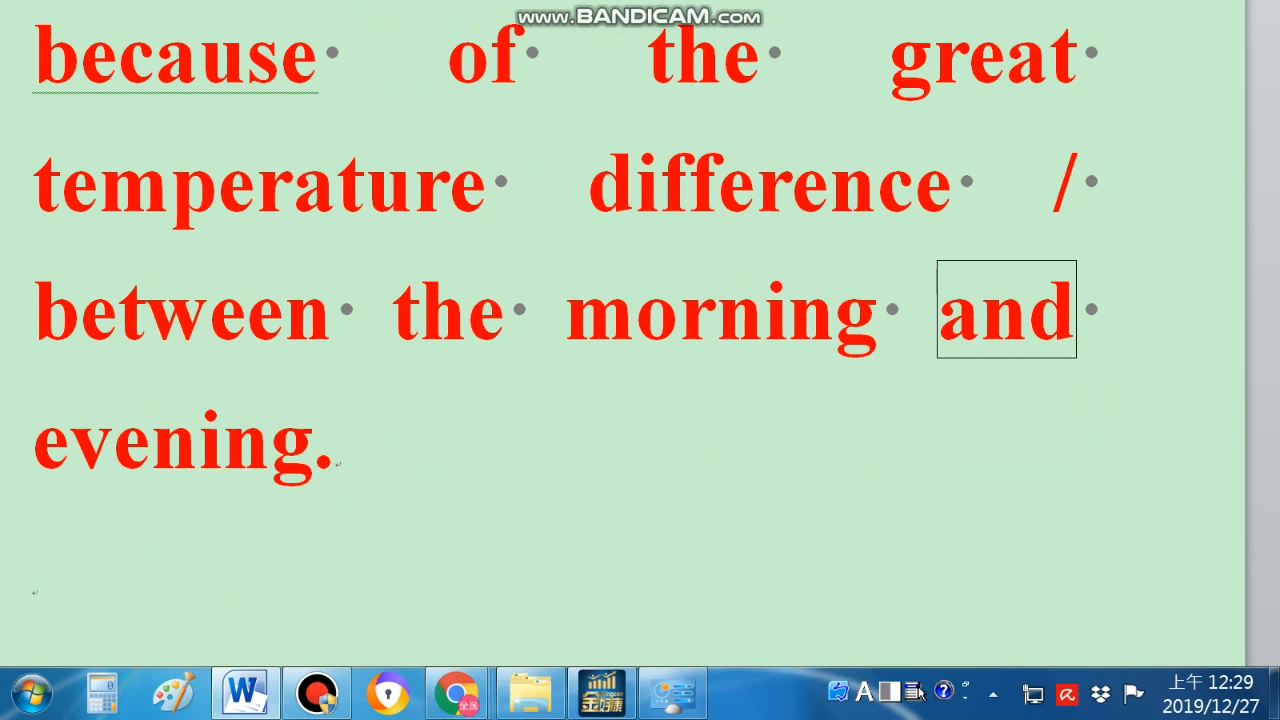 www.BANDICAM.com
because of the great
temperature difference /
between the morning and
evening.
上午 12:29
2019/12/27